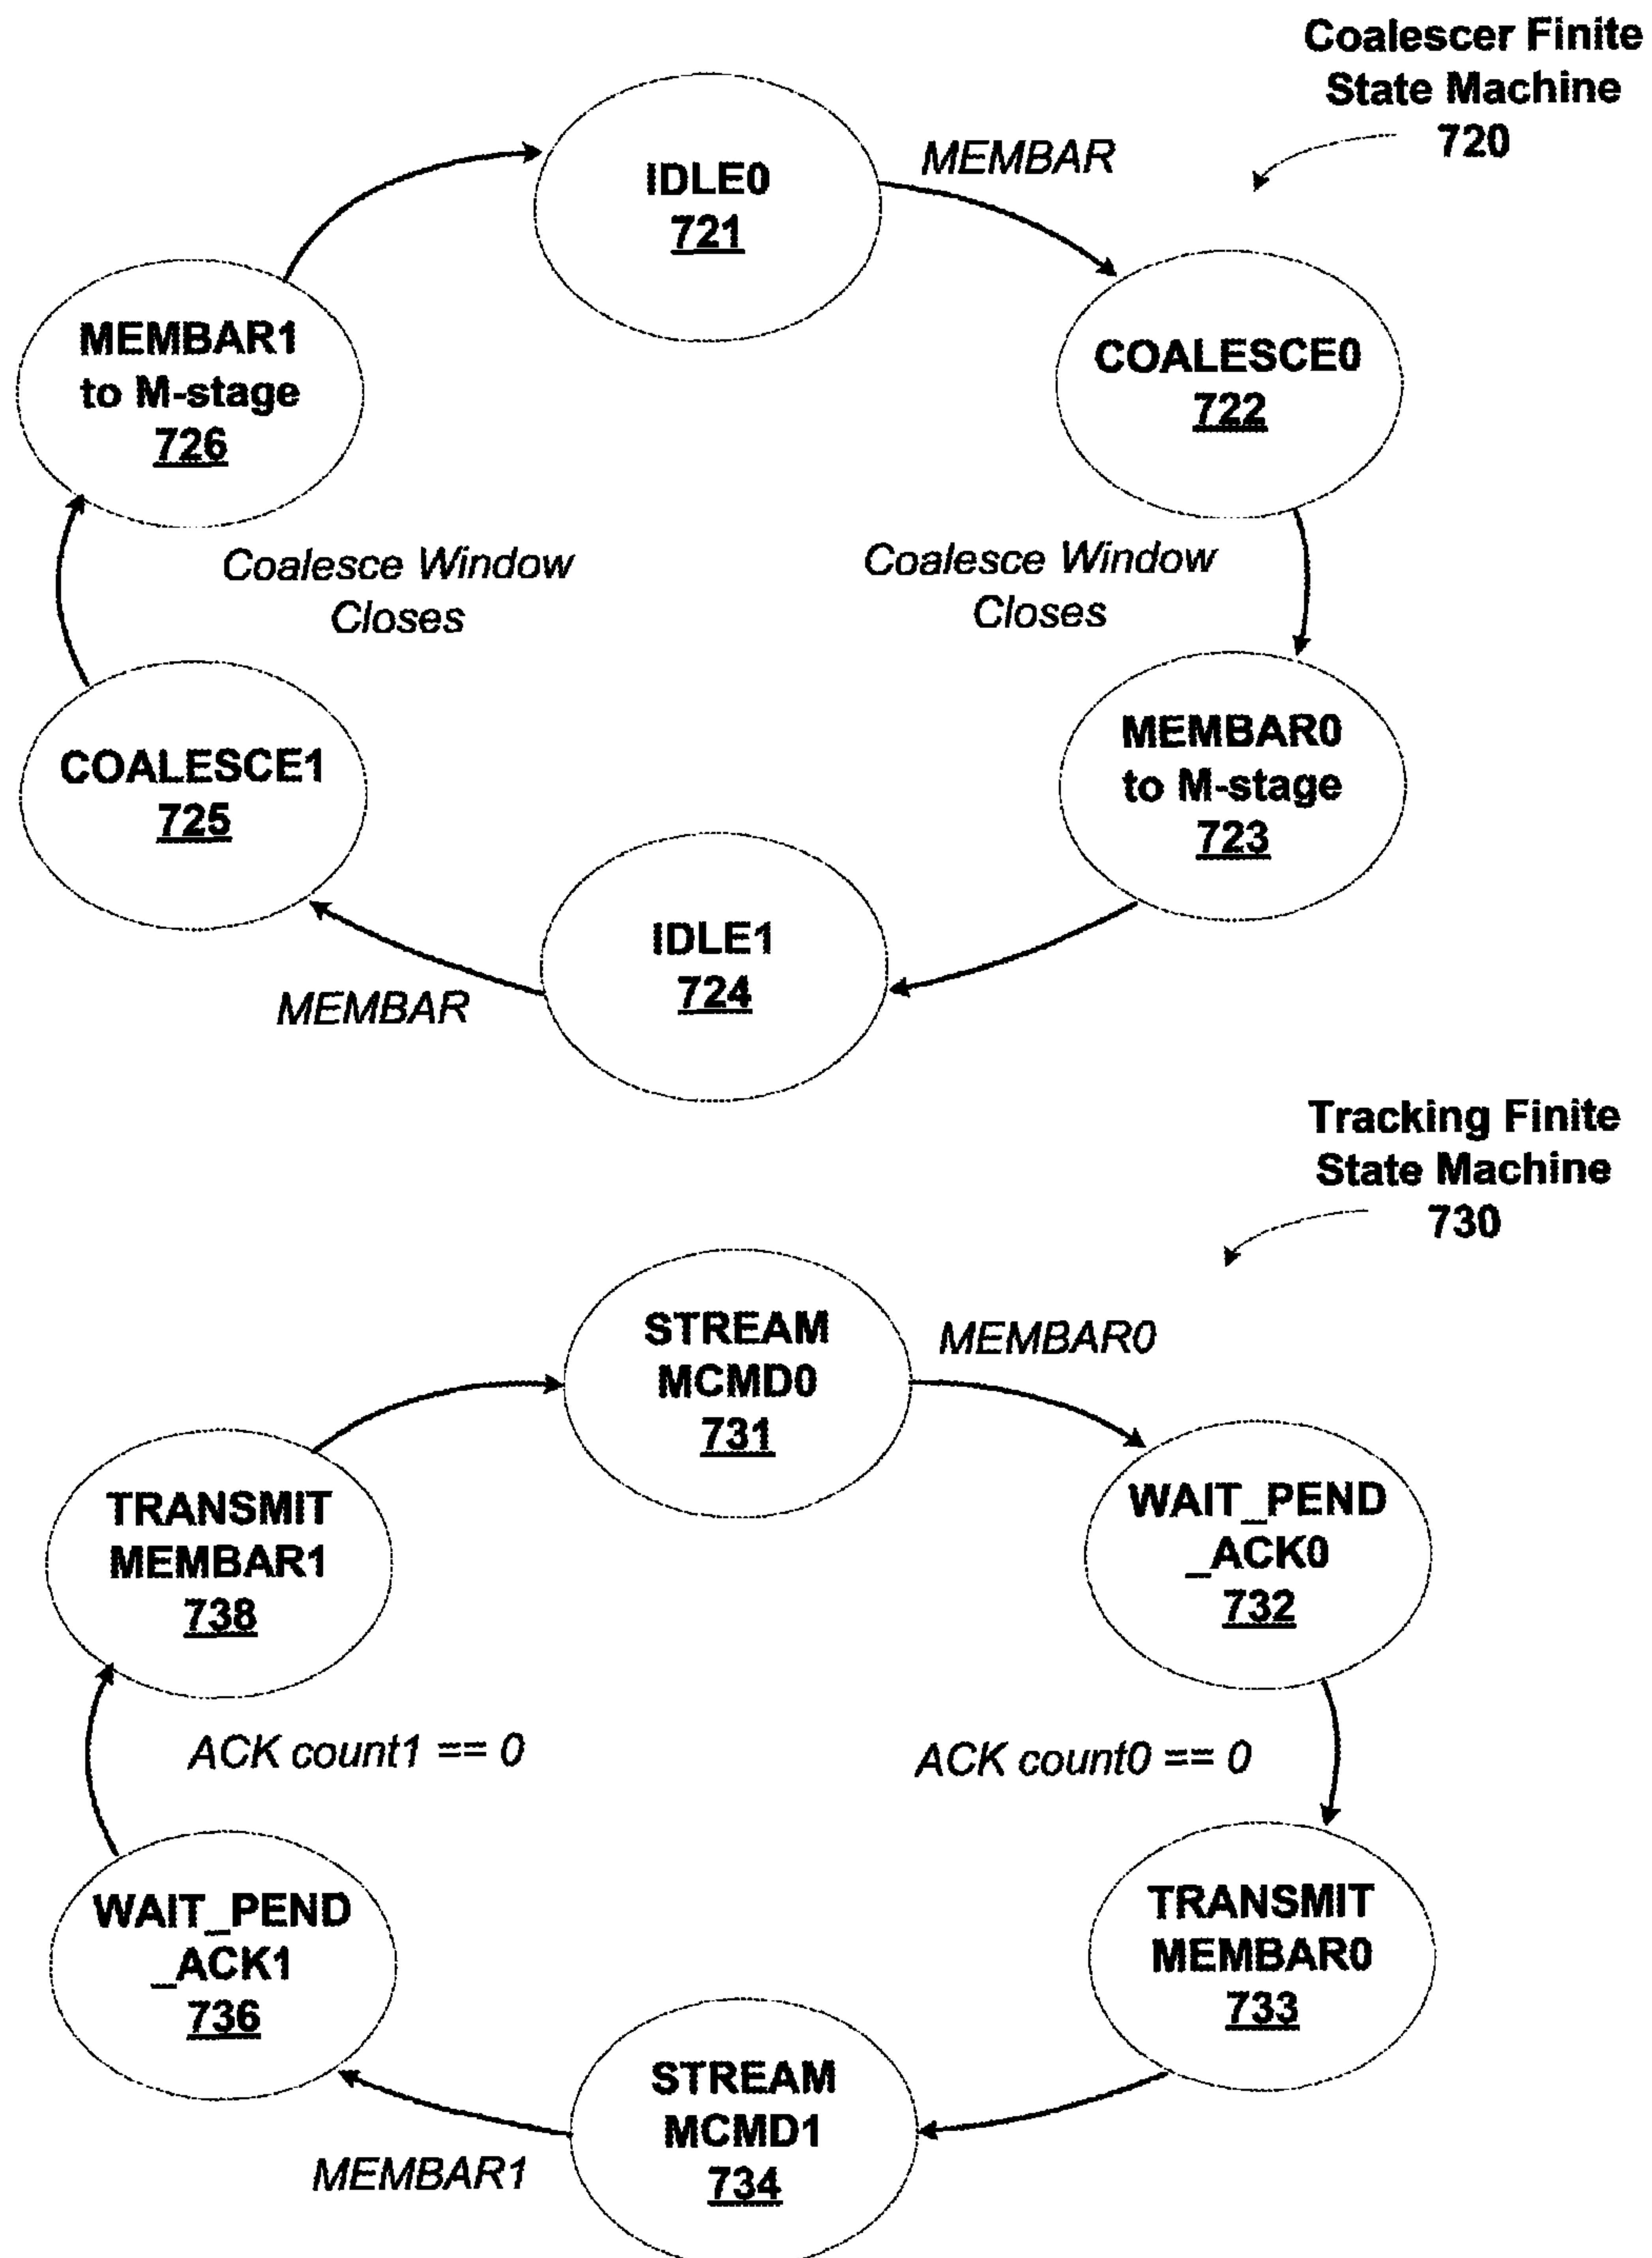 Coalescer Finite
State Machine
720
IDLE0
721
MEMBAR
COALESCE0
722
MEMBAR1
to M-stage
726
Coalesce Window
Closes
Coalesce Window
Closes
MEMBAR0
to M-stage
723
COALESCE1
725
IDLE1
724
MEMBAR
Tracking Finite
State Machine
730
STREAM
MCMD0
731
MEMBAR0
WAIT_PEND
_ACK0
732
TRANSMIT
MEMBAR1
738
ACK count1 == 0
ACK count0 == 0
TRANSMIT
MEMBAR0
733
WAIT_PEND
_ACK1
736
STREAM
MCMD1
734
MEMBAR1